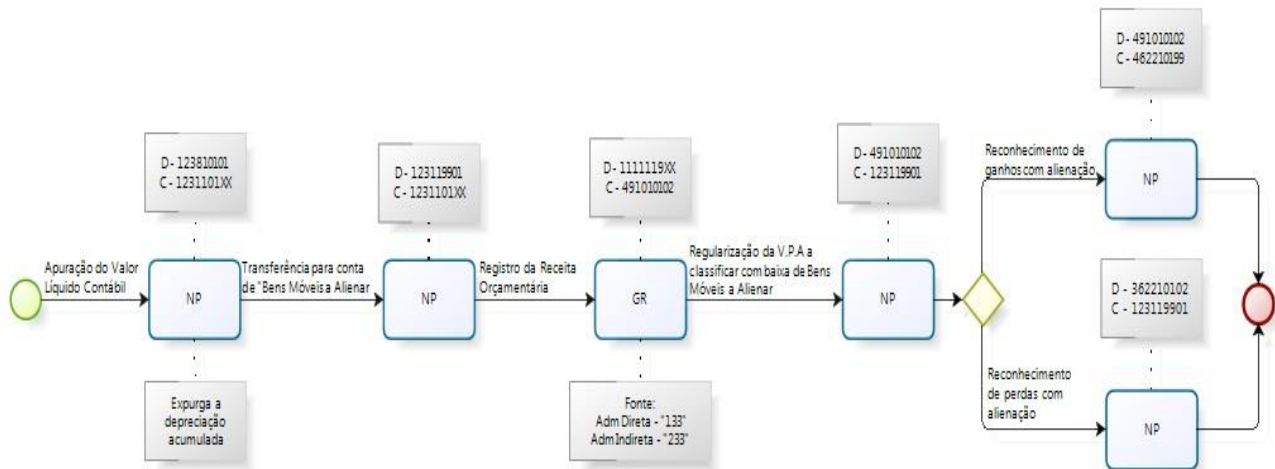 D - 491010102
C - 462210199
D - 123810101
C - 1231101XX
D - 123119901
C - 1231101XX
D - 1111119XX
C - 491010102
D - 491010102
C - 123119901
Apuração do Valor
Líquido Contábil
NP
Transferência para conta
de "Bens Móveis a Alienar
NP
Registro da Receita
Orçamentária
GR
Regularização da V.P.A a
classificar com baixa de Bens
Móveis a Alienar
NP
Reconhecimento de
ganhos com alienação
NP
D - 362210102
C - 123119901
Reconhecimento
de perdas com
alienação
NP
Expurga a
depreciação
acumulada
Fonte:
Adm Direta - "133"
Adm Indireta - "233"